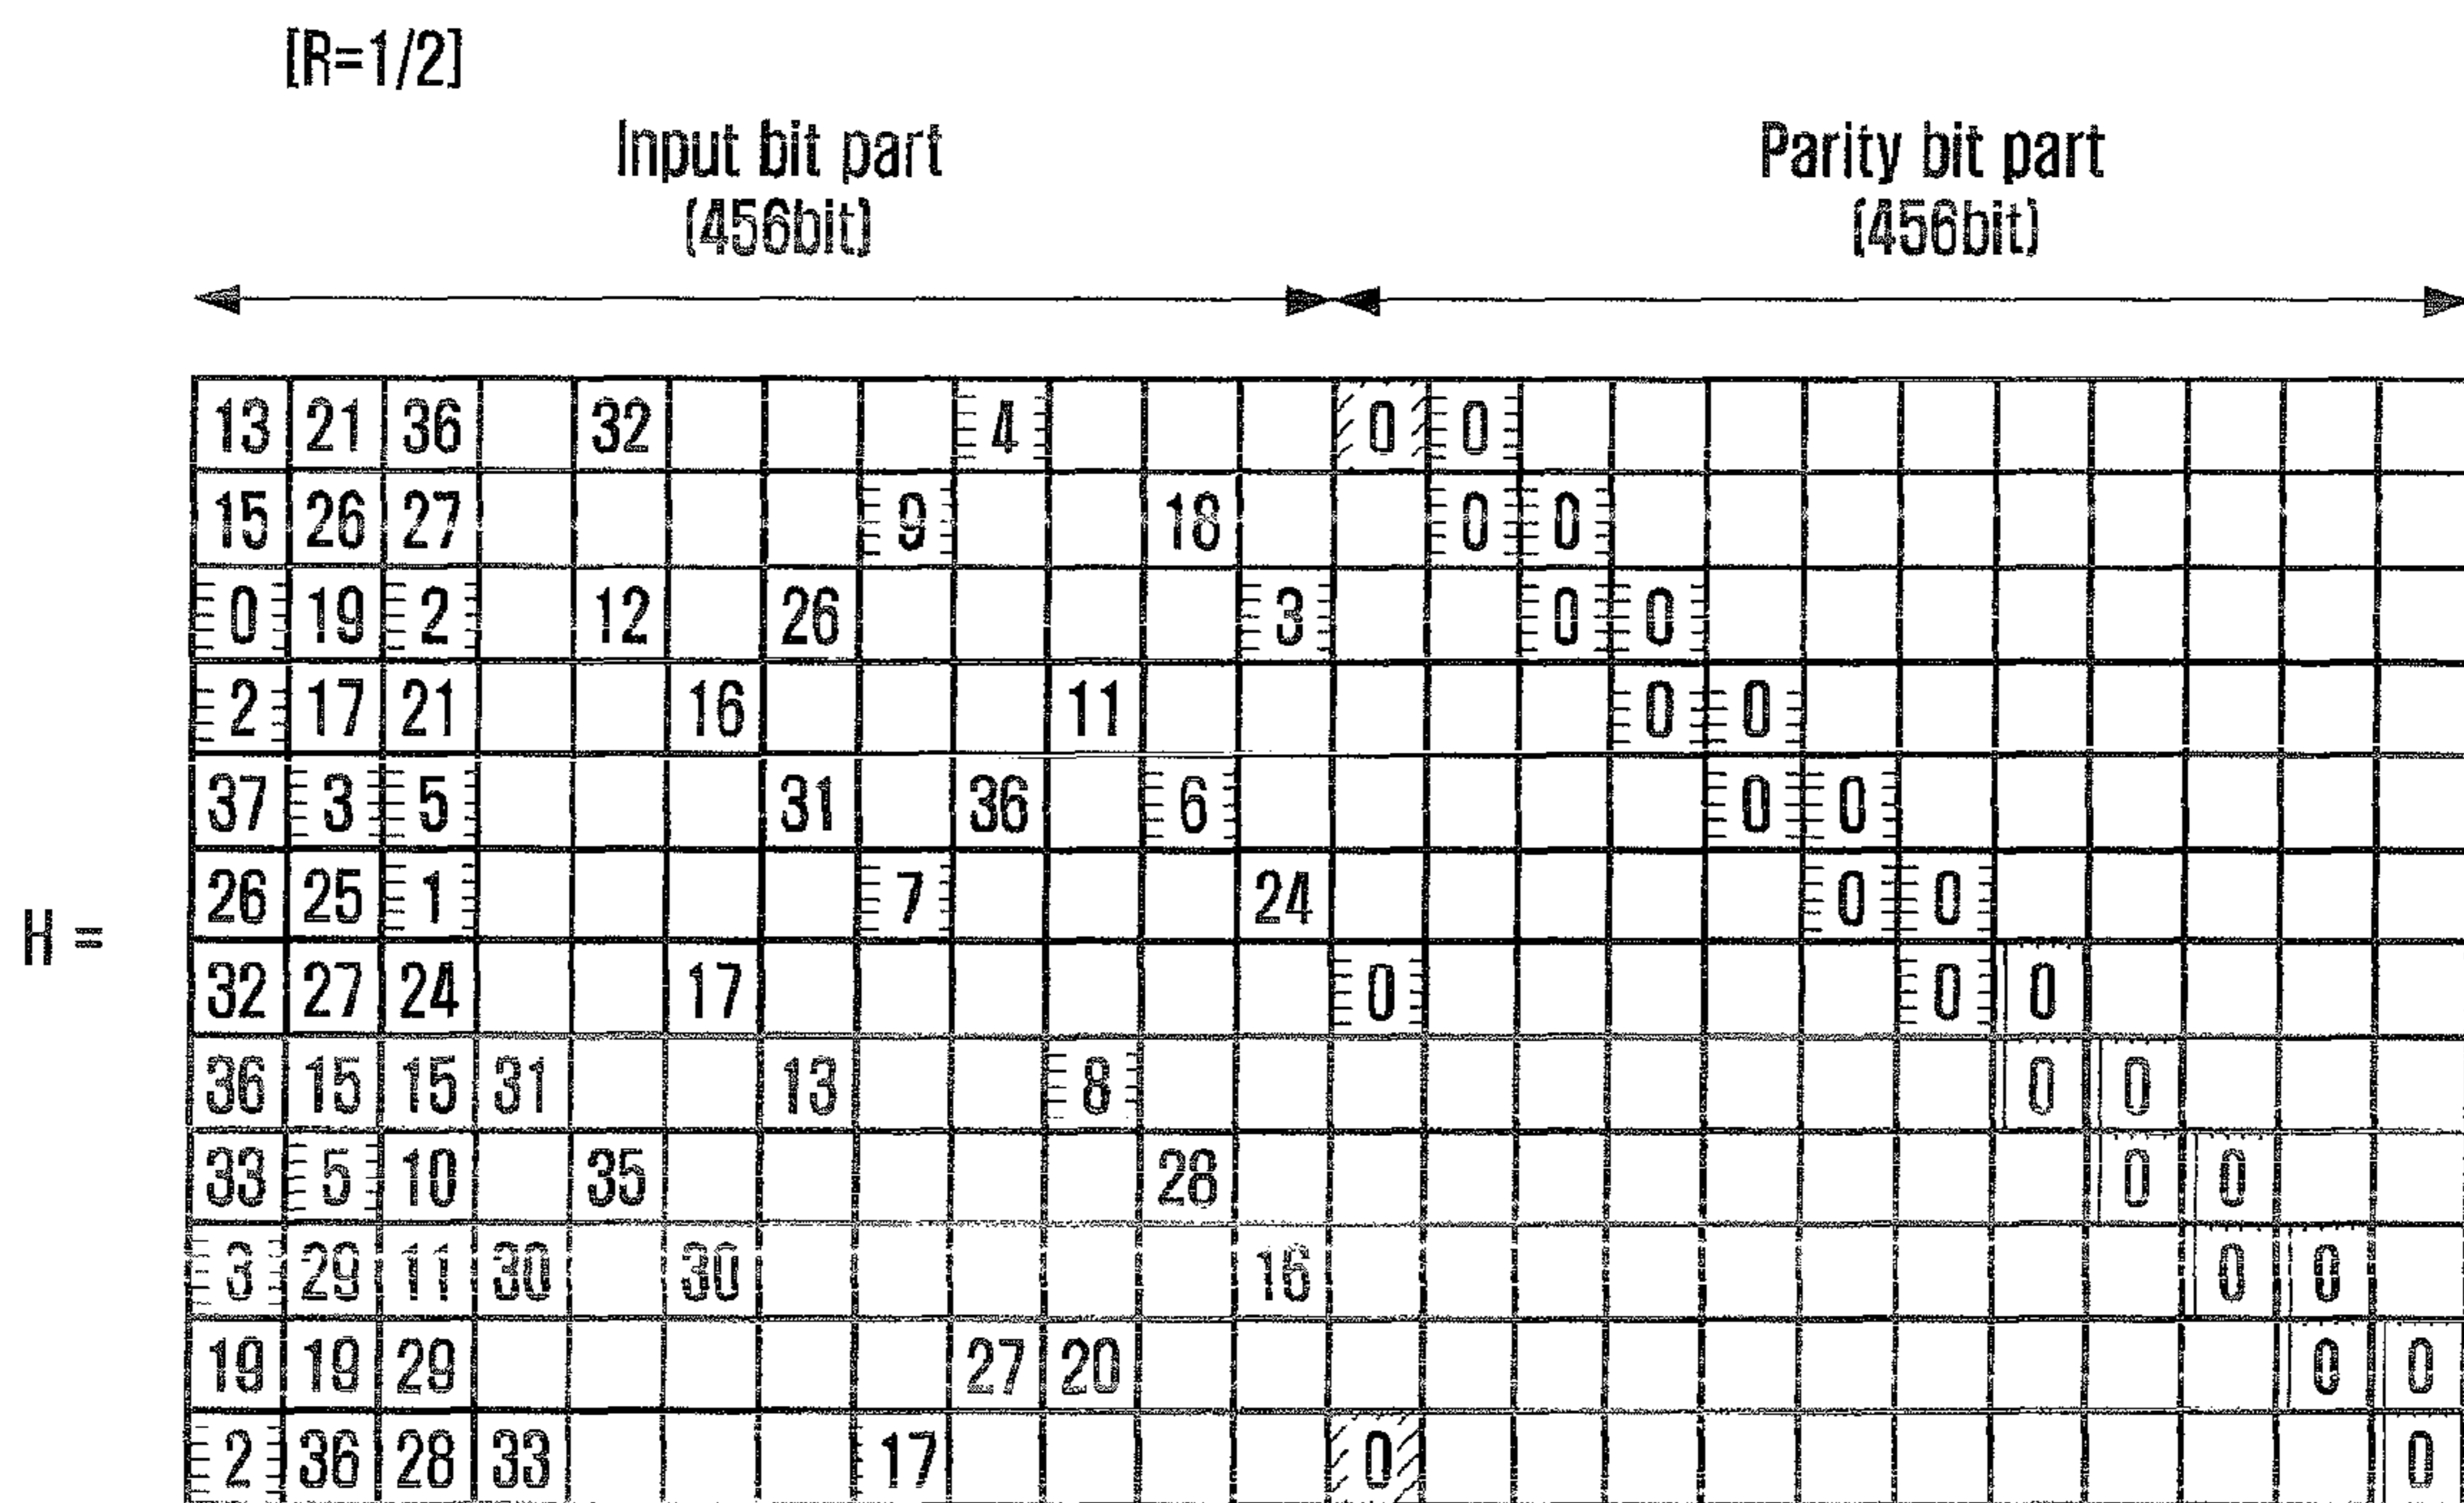 [R=1/2]
Input bit part Parity bit part
(456bit) (456bit)
13 21 36 32 4 0 0
15 26 27 9 18 0 0
0 19 2 12 26 3 0 0
2 17 21 16 11 0 0
37 3 5 31 36 6 0 0
26 25 1 7 24 0 0
H =
32 27 24 17 0 0 0
36 15 15 31 13 8 0 0
33 5 10 35 28 0 0
3 29 11 30 30 16 0 0
19 19 29 27 20 0 0
2 36 28 33 17 0 0